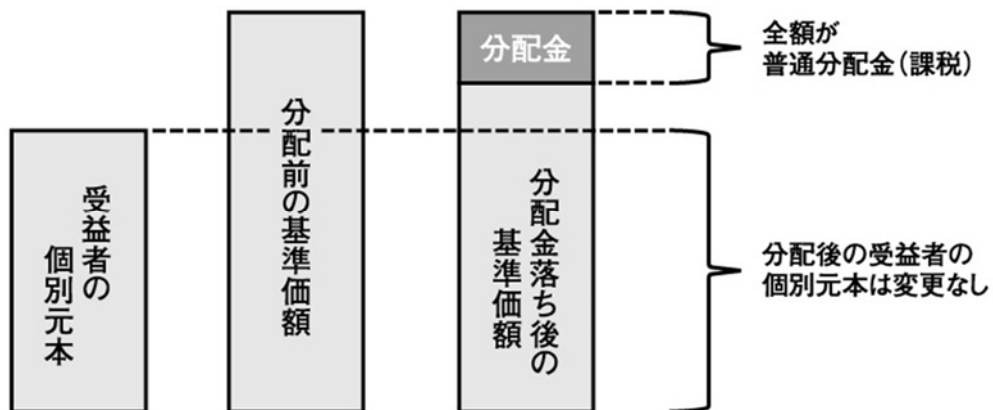 受益者の
個別元本
分配前の基準価額
分配金
分配金落ち後の
基準価額
全額が
普通分配金(課税)
分配後の受益者の
個別元本は変更なし